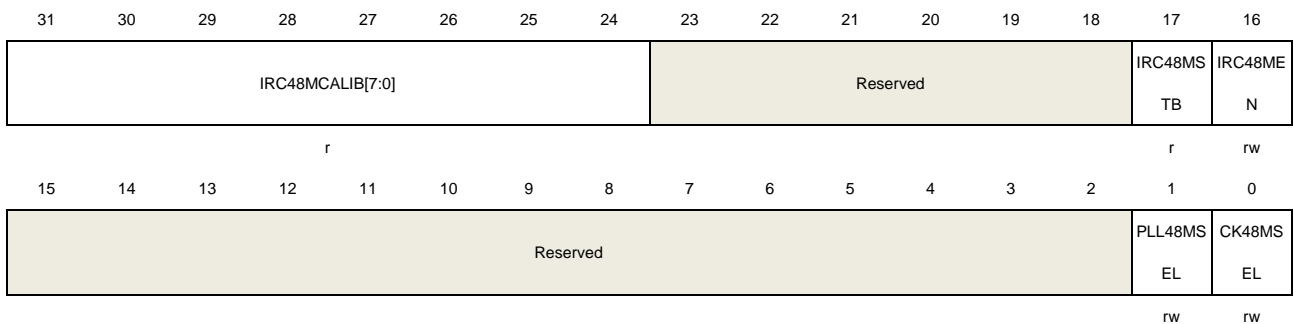 31 30 29 28 27 26 25 24 23 22 21 20 19 18 17 16
IRC48MCALIB[7:0] Reserved IRC48MS IRC48ME
TB N
r r rw
15 14 13 12 11 10 9 8 7 6 5 4 3 2 1 0
Reserved PLL48MS CK48MS
EL EL
rw rw